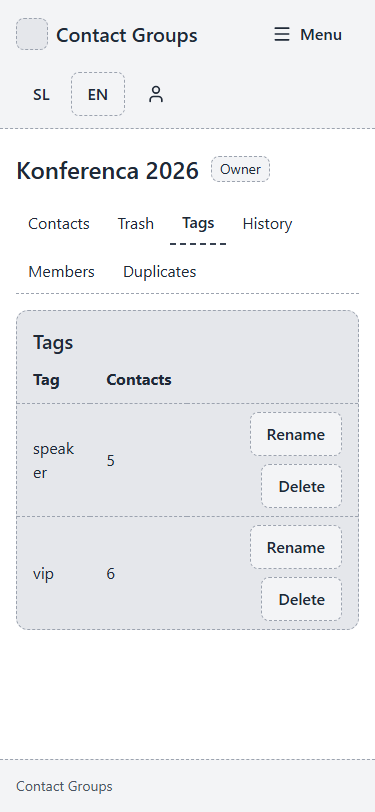 Contact Groups
Menu
SL
EN
Konferenca 2026
Owner
Contacts
Trash
Tags
History
Members
Duplicates
Tags
Tag
Contacts
speak
er
5
Rename
Delete
vip
6
Rename
Delete
Contact Groups